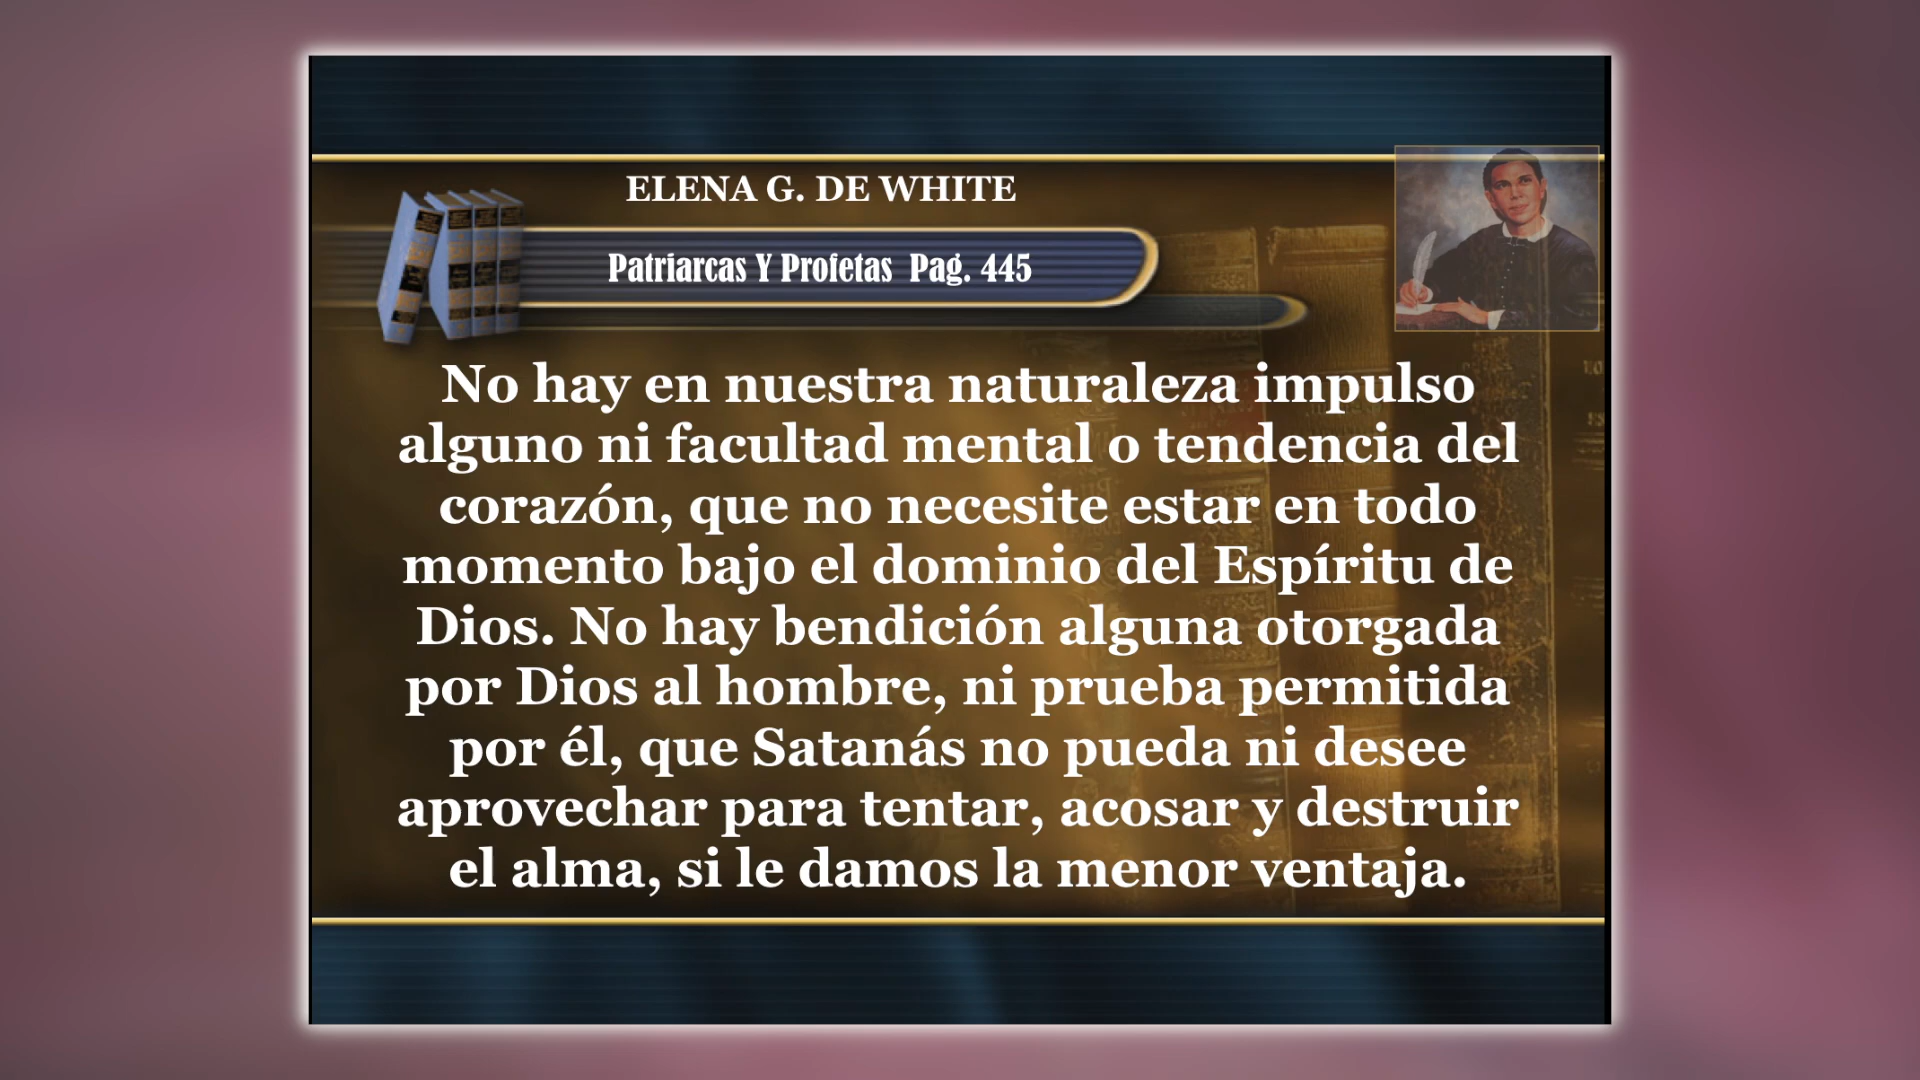 ELENA G. DE WHITE
Patriarcas Y Profetas Pag. 445
No hay en nuestra naturaleza impulso
alguno ni facultad mental o tendencia del
corazón, que no necesite estar en todo
momento bajo el dominio del Espíritu de
Dios. No hay bendición alguna otorgada
por Dios al hombre, ni prueba permitida
por él, que Satanás no pueda ni desee
aprovechar para tentar, acosar y destruir
el alma, si le damos la menor ventaja.